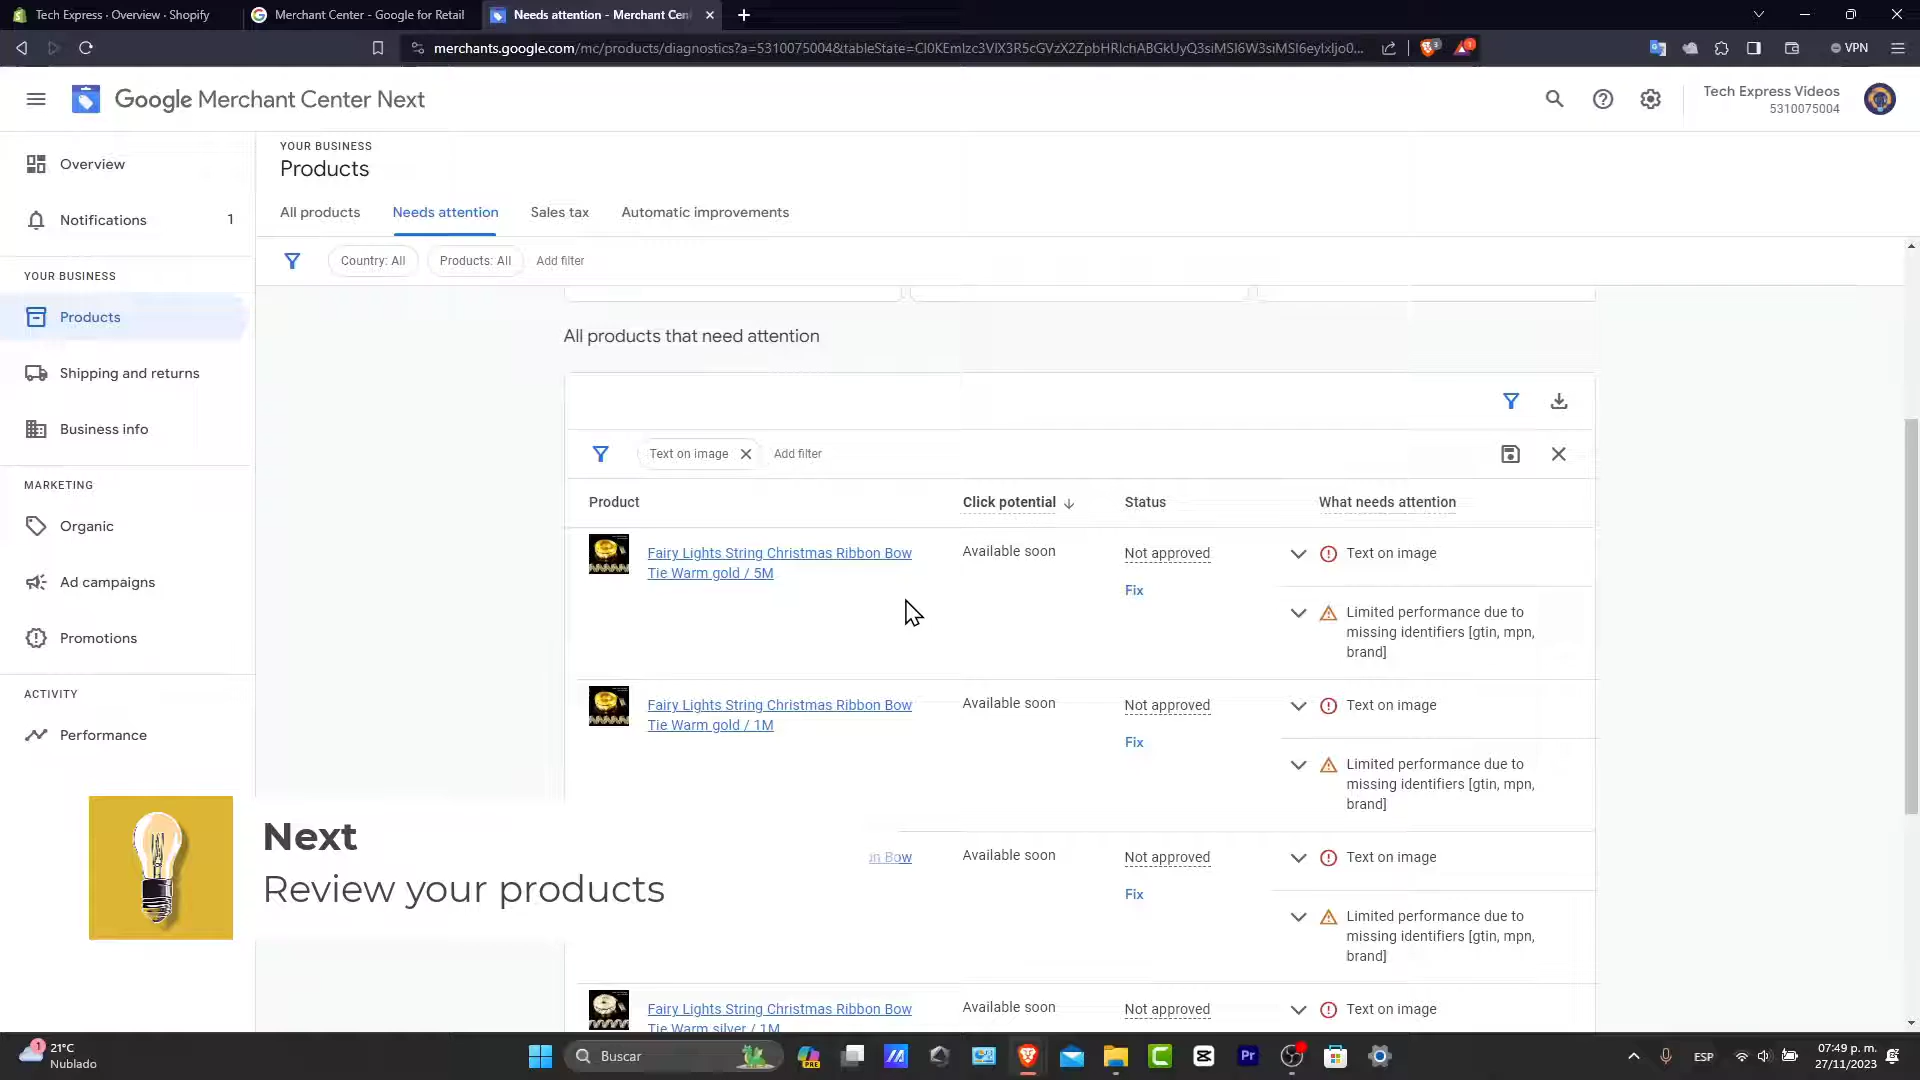 Tech Express · Overview · Shopify
Merchant Center - Google for Retail
Needs attention - Merchant Cen
merchants.google.com/mc/products/diagnostics?a=5310075004&tableState=
VPN
Google Merchant Center Next
Tech Express Videos
5310075004
Overview
Notifications 1
YOUR BUSINESS
Products
Shipping and returns
Business info
MARKETING
Organic
Ad campaigns
Promotions
ACTIVITY
Performance
YOUR BUSINESS
Products
All products
Needs attention
Sales tax
Automatic improvements
Country: All
Products: All
Add filter
All products that need attention
Text on image
Add filter
Product
Click potential
Status
What needs attention
Fairy Lights String Christmas Ribbon Bow
Tie Warm gold / 5M
Available soon
Not approved
Fix
Text on image
Limited performance due to
missing identifiers [gtin, mpn,
brand]
Fairy Lights String Christmas Ribbon Bow
Tie Warm gold / 1M
Available soon
Not approved
Fix
Text on image
Limited performance due to
missing identifiers [gtin, mpn,
brand]
Next
Review your products
on Bow
Available soon
Not approved
Fix
Text on image
Limited performance due to
missing identifiers [gtin, mpn,
brand]
Fairy Lights String Christmas Ribbon Bow
Tie Warm silver / 1M
Available soon
Not approved
Text on image
1
21°C
Nublado
Buscar
PRE
Pr
ESP
07:49 p. m.
27/11/2023